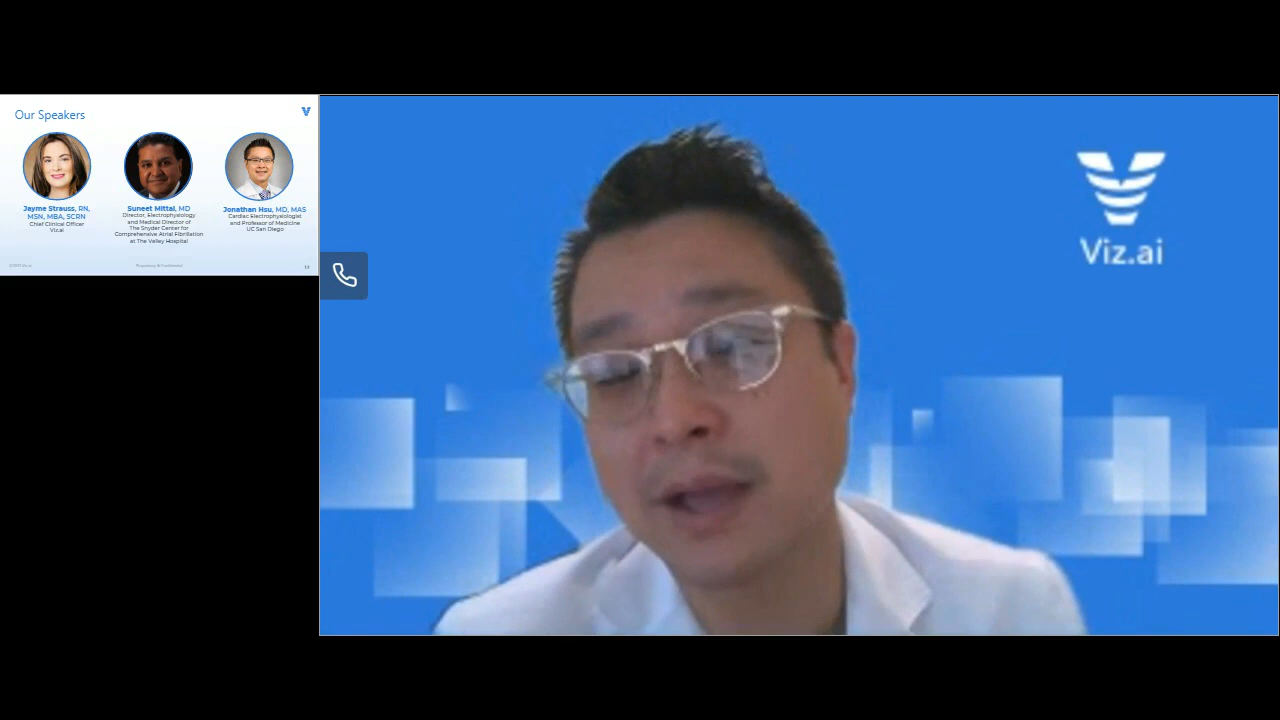 Our Speakers
Jayme Strauss, RN,
MSN, MBA, SCRN
Chief Clinical Officer
Viz.ai
Suneet Mittal, MD
Director, Electrophysiology
and Medical Director of
The Snyder Center for
Comprehensive Atrial Fibrillation
at The Valley Hospital
Jonathan Hsu, MD, MAS
Cardiac Electrophysiologist
and Professor of Medicine
UC San Diego
Proprietary & Confidential
Viz.ai